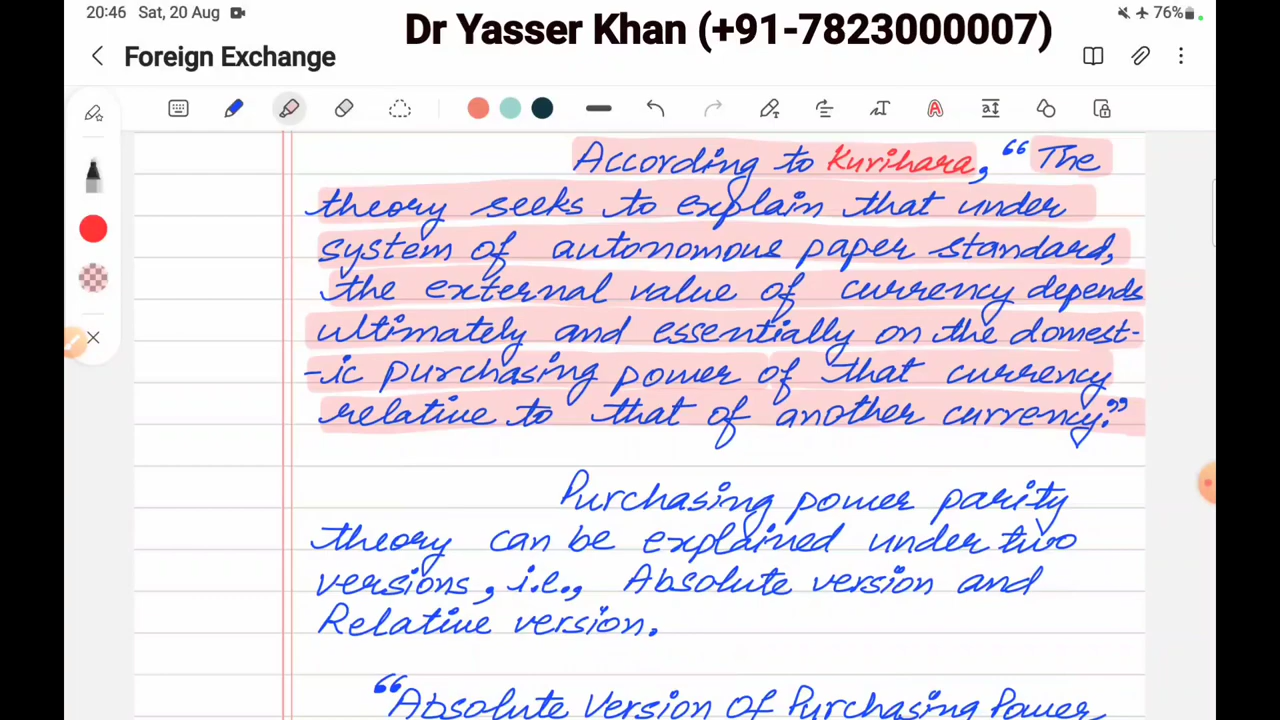 20:46 Sat, 20 Aug
Dr Yasser Khan (+91-7823000007)
76%
Foreign Exchange
According to Kurihara, “The
theory seeks to explain that under
system of autonomous paper standard,
the external value of currency depends
ultimately and essentially on the domest-
-ic purchasing power of that currency
relative to that of another currency.”
Purchasing power parity
theory can be explained under two
versions, i.e., Absolute version and
Relative version.
“Absolute Version Of Purchasing Power